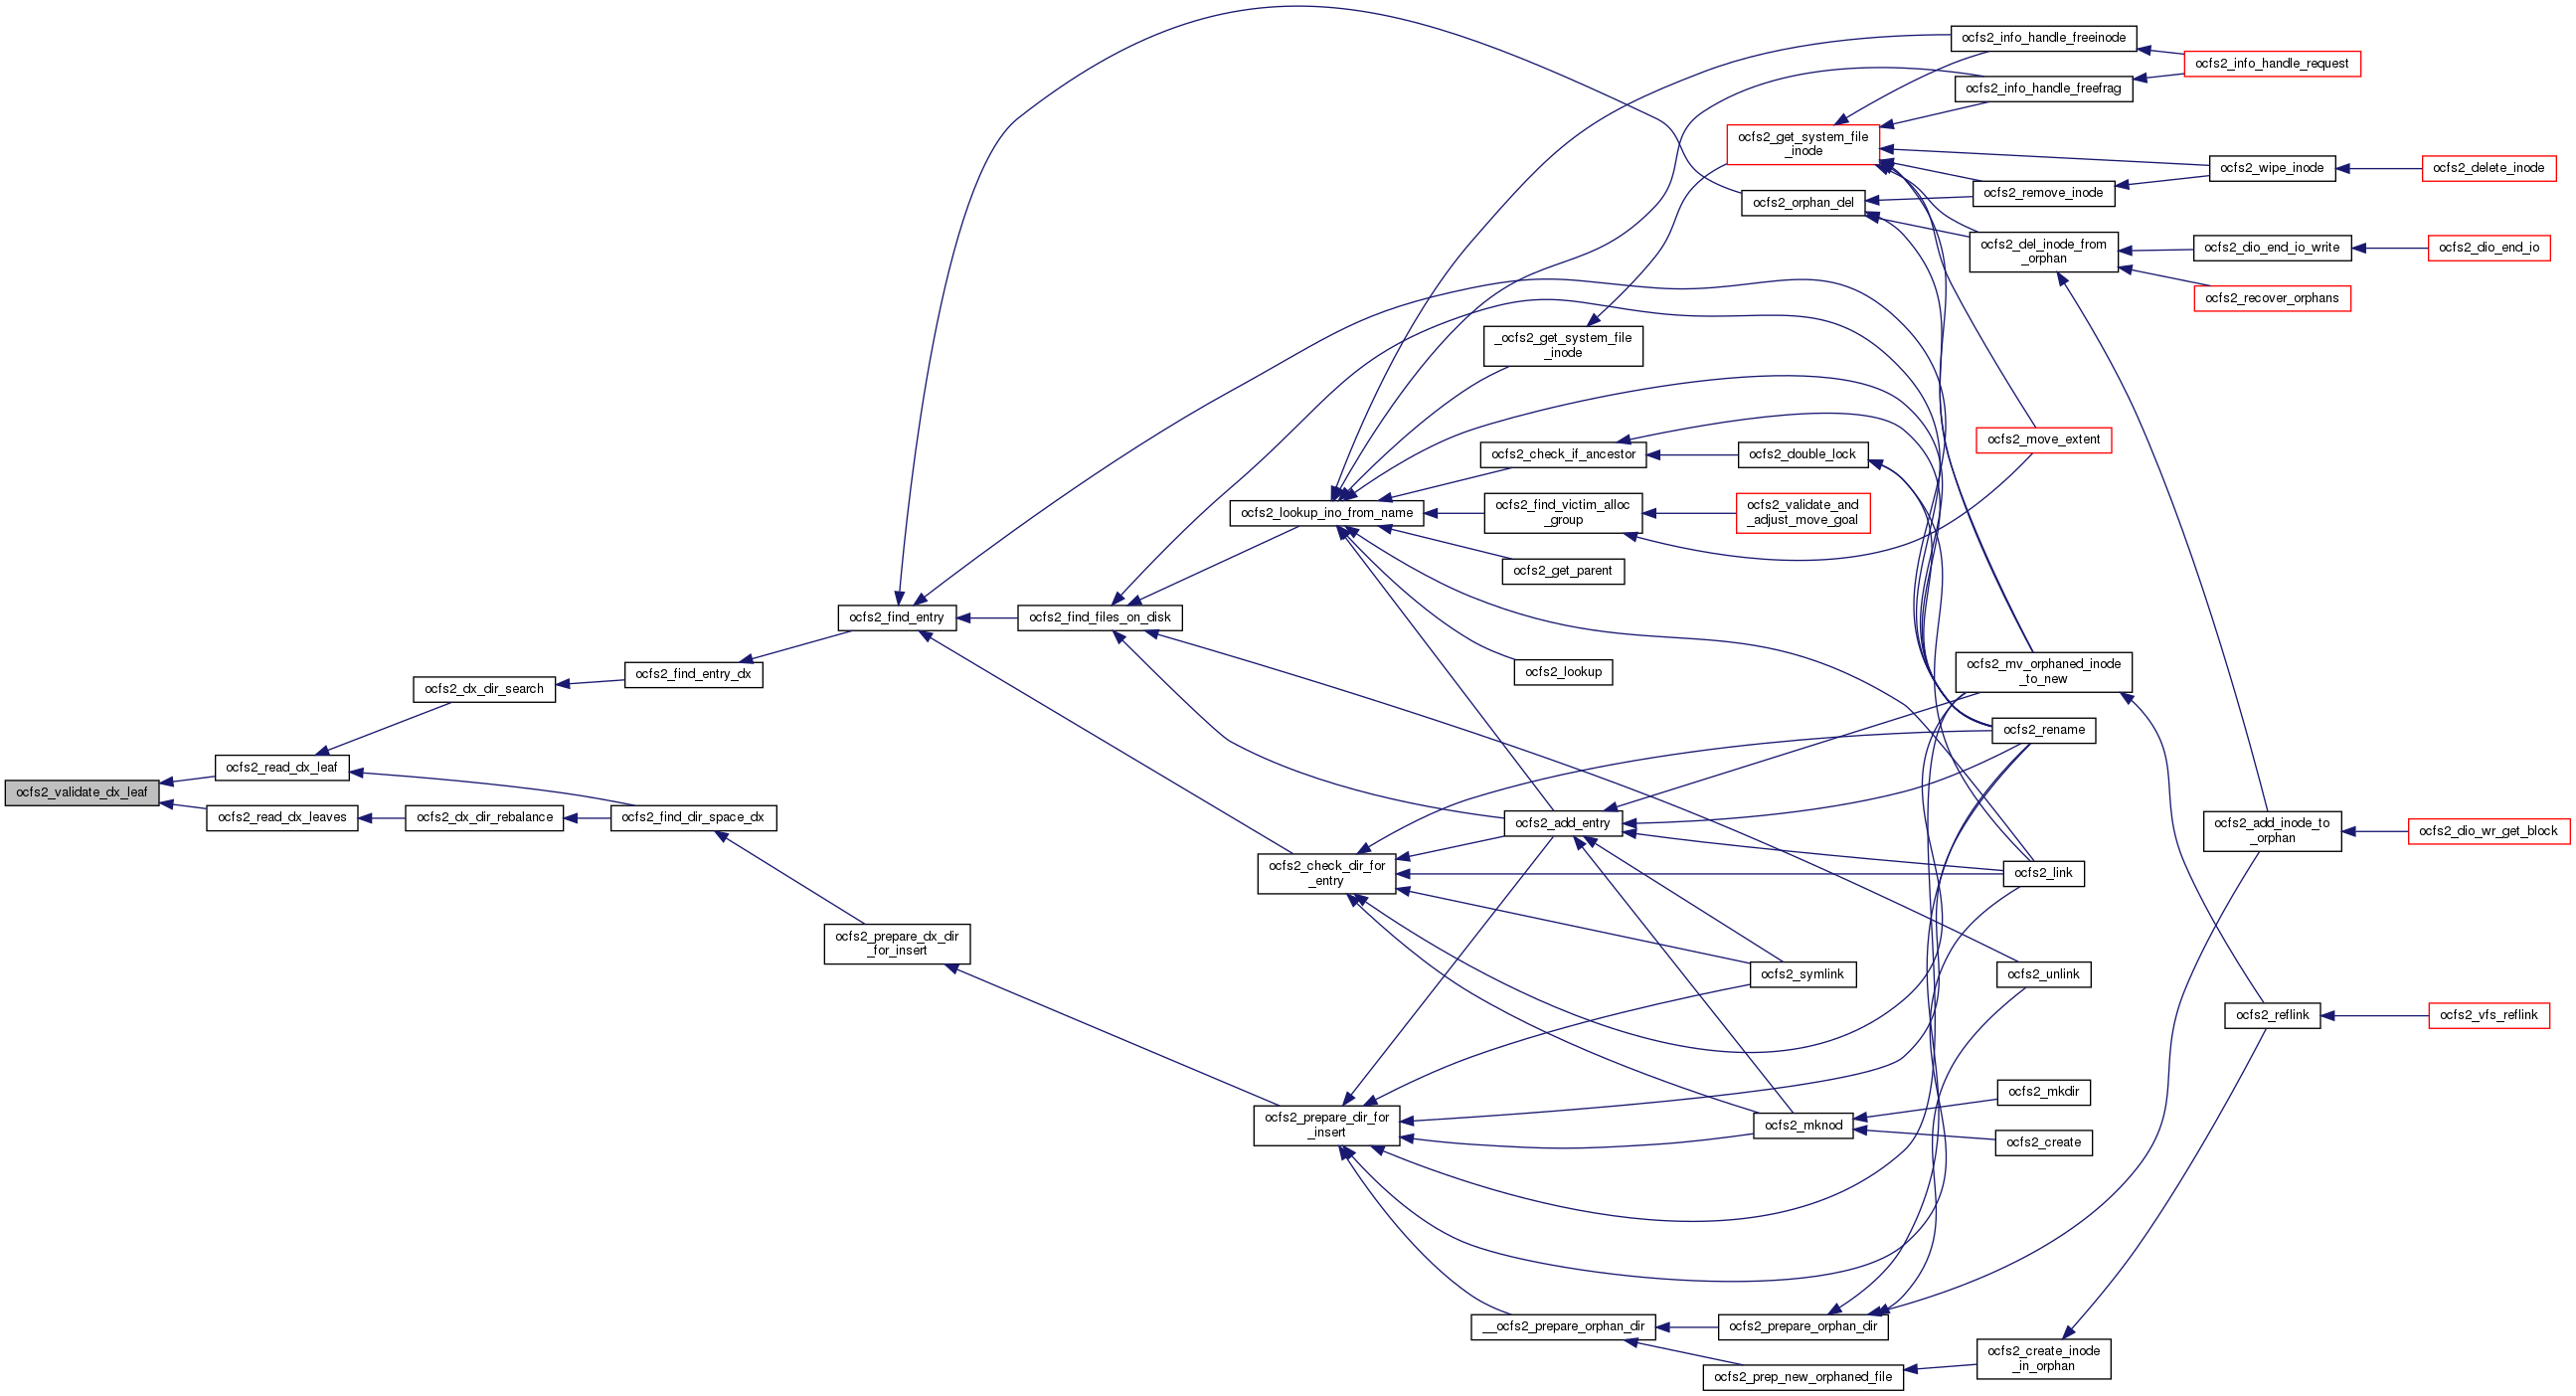 ocfs2_info_handle_freeinode
ocfs2_info_handle_request
ocfs2_info_handle_freefrag
ocfs2_get_system_file
_inode
ocfs2_wipe_inode
ocfs2_delete_inode
ocfs2_remove_inode
ocfs2_orphan_del
ocfs2_del_inode_from
_orphan
ocfs2_dio_end_io_write
ocfs2_dio_end_io
ocfs2_recover_orphans
_ocfs2_get_system_file
_inode
ocfs2_move_extent
ocfs2_check_if_ancestor
ocfs2_double_lock
ocfs2_lookup_ino_from_name
ocfs2_find_victim_alloc
_group
ocfs2_validate_and
_adjust_move_goal
ocfs2_get_parent
ocfs2_find_entry
ocfs2_find_files_on_disk
ocfs2_lookup
ocfs2_find_entry_dx
ocfs2_dx_dir_search
ocfs2_mv_orphaned_inode
_to_new
ocfs2_rename
ocfs2_read_dx_leaf
ocfs2_validate_dx_leaf
ocfs2_read_dx_leaves
ocfs2_dx_dir_rebalance
ocfs2_find_dir_space_dx
ocfs2_add_entry
ocfs2_add_inode_to
_orphan
ocfs2_dio_wr_get_block
ocfs2_check_dir_for
_entry
ocfs2_link
ocfs2_prepare_dx_dir
_for_insert
ocfs2_symlink
ocfs2_unlink
ocfs2_reflink
ocfs2_vfs_reflink
ocfs2_mkdir
ocfs2_prepare_dir_for
_insert
ocfs2_mknod
ocfs2_create
__ocfs2_prepare_orphan_dir
ocfs2_prepare_orphan_dir
ocfs2_create_inode
_in_orphan
ocfs2_prep_new_orphaned_file